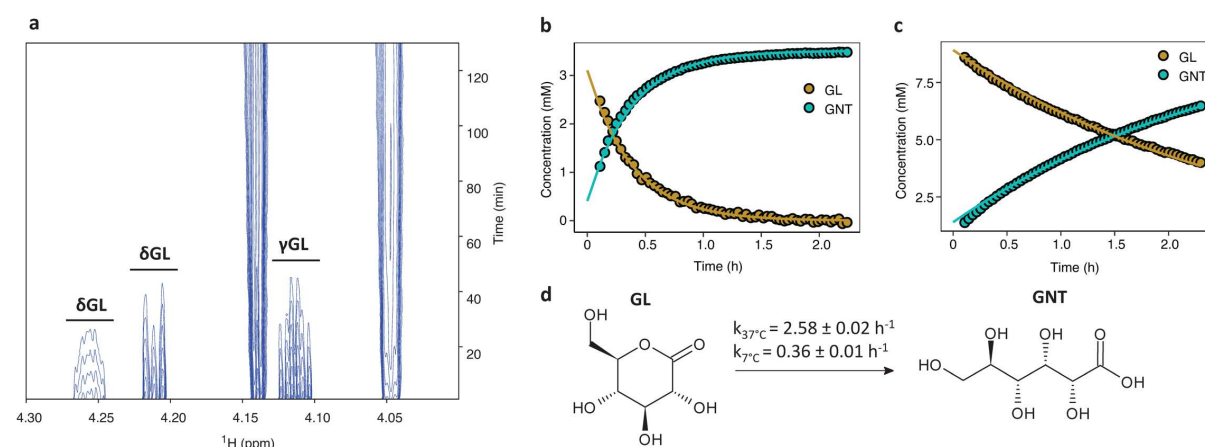 a
δGL
δGL
γGL
120
100
80
60
40
20
Time (min)
4.30
4.25
4.20
4.15
4.10
4.05
¹H (ppm)
b
Concentration (mM)
3
2
1
0
GL
GNT
0
0.5
1.0
1.5
2.0
Time (h)
c
Concentration (mM)
7.5
5.0
2.5
GL
GNT
0
0.5
1.0
1.5
2.0
Time (h)
d
GL
OH
O
O
HO
OH
OH
k37°C = 2.58 ± 0.02 h⁻¹
k7°C = 0.36 ± 0.01 h⁻¹
GNT
OH
OH
O
HO
OH
OH
OH